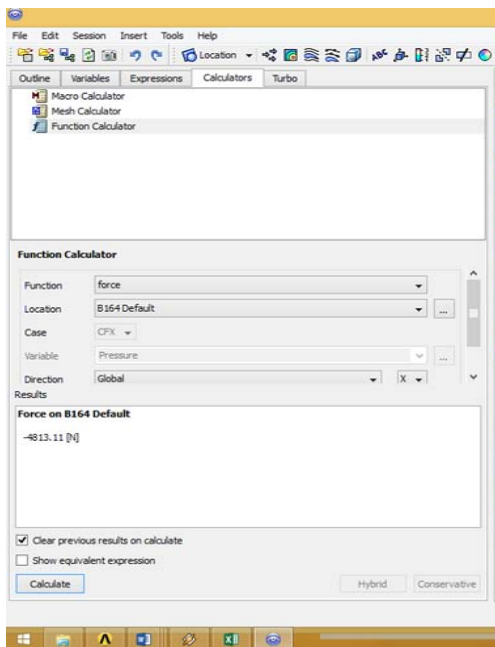 File Edit Session Insert Tools Help
Location
Outline Variables Expressions Calculators Turbo
Macro Calculator
Mesh Calculator
Function Calculator
Function Calculator
Function force
Location B164 Default ...
Case CFX
Variable Pressure ...
Direction Global X
Results
Force on B164 Default
-4813.11 [N]
Clear previous results on calculate
Show equivalent expression
Calculate Hybrid Conservative